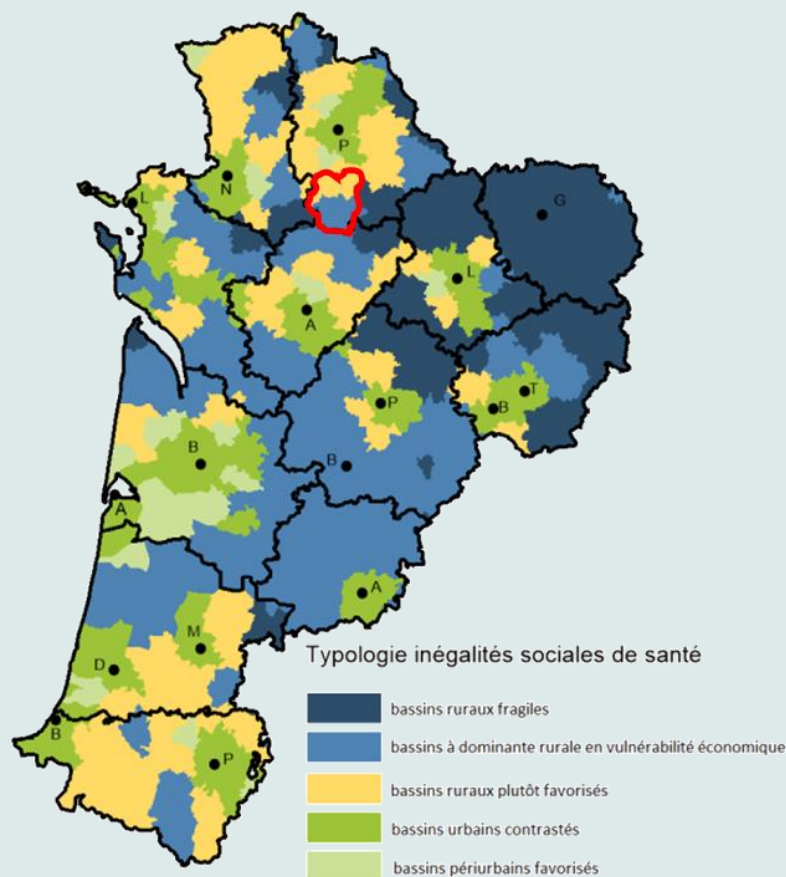 P
N
L
G
L
A
P
T
B
B
B
A
A
M
D
B
P
Typologie inégalités sociales de santé
bassins ruraux fragiles
bassins à dominante rurale en vulnérabilité économique
bassins ruraux plutôt favorisés
bassins urbains contrastés
bassins périurbains favorisés